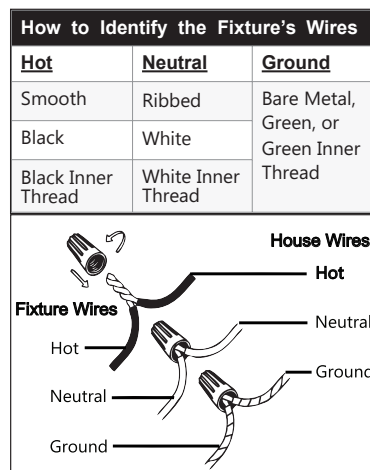 How to Identify the Fixture's Wires
Hot Neutral Ground
Smooth Ribbed Bare Metal, Green, or Green Inner Thread
Black White
Black Inner Thread White Inner Thread
House Wires
Hot
Fixture Wires
Neutral
Hot
Ground
Neutral
Ground